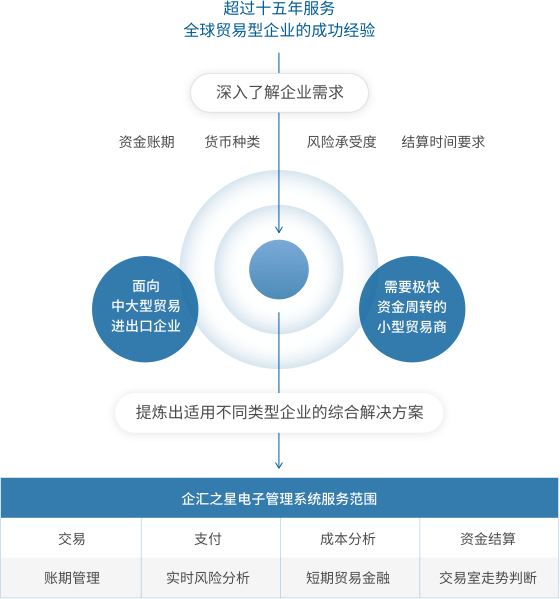 超过十五年服务
全球贸易型企业的成功经验
深入了解企业需求
资金账期 货币种类 风险承受度 结算时间要求
面向
中大型贸易
进出口企业
需要极快
资金周转的
小型贸易商
提炼出适用不同类型企业的综合解决方案
企汇之星电子管理系统服务范围
交易 支付 成本分析 资金结算
账期管理 实时风险分析 短期贸易金融 交易室走势判断